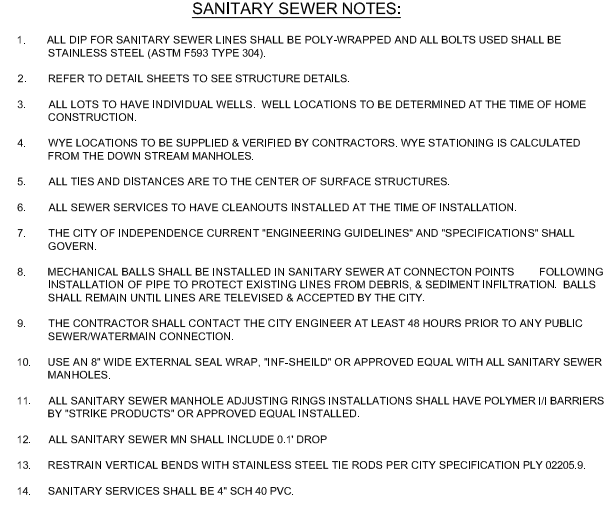 SANITARY SEWER NOTES:
1. ALL DIP FOR SANITARY SEWER LINES SHALL BE POLY-WRAPPED AND ALL BOLTS USED SHALL BE
STAINLESS STEEL (ASTM F593 TYPE 304).
2. REFER TO DETAIL SHEETS TO SEE STRUCTURE DETAILS.
3. ALL LOTS TO HAVE INDIVIDUAL WELLS. WELL LOCATIONS TO BE DETERMINED AT THE TIME OF HOME
CONSTRUCTION.
4. WYE LOCATIONS TO BE SUPPLIED & VERIFIED BY CONTRACTORS. WYE STATIONING IS CALCULATED
FROM THE DOWN STREAM MANHOLES.
5. ALL TIES AND DISTANCES ARE TO THE CENTER OF SURFACE STRUCTURES.
6. ALL SEWER SERVICES TO HAVE CLEANOUTS INSTALLED AT THE TIME OF INSTALLATION.
7. THE CITY OF INDEPENDENCE CURRENT "ENGINEERING GUIDELINES" AND "SPECIFICATIONS" SHALL
GOVERN.
8. MECHANICAL BALLS SHALL BE INSTALLED IN SANITARY SEWER AT CONNECTON POINTS FOLLOWING
INSTALLATION OF PIPE TO PROTECT EXISTING LINES FROM DEBRIS, & SEDIMENT INFILTRATION. BALLS
SHALL REMAIN UNTIL LINES ARE TELEVISED & ACCEPTED BY THE CITY.
9. THE CONTRACTOR SHALL CONTACT THE CITY ENGINEER AT LEAST 48 HOURS PRIOR TO ANY PUBLIC
SEWER/WATERMAIN CONNECTION.
10. USE AN 8" WIDE EXTERNAL SEAL WRAP, "INF-SHEILD" OR APPROVED EQUAL WITH ALL SANITARY SEWER
MANHOLES.
11. ALL SANITARY SEWER MANHOLE ADJUSTING RINGS INSTALLATIONS SHALL HAVE POLYMER I/I BARRIERS
BY "STRIKE PRODUCTS" OR APPROVED EQUAL INSTALLED.
12. ALL SANITARY SEWER MN SHALL INCLUDE 0.1' DROP
13. RESTRAIN VERTICAL BENDS WITH STAINLESS STEEL TIE RODS PER CITY SPECIFICATION PLY 02205.9.
14. SANITARY SERVICES SHALL BE 4" SCH 40 PVC.